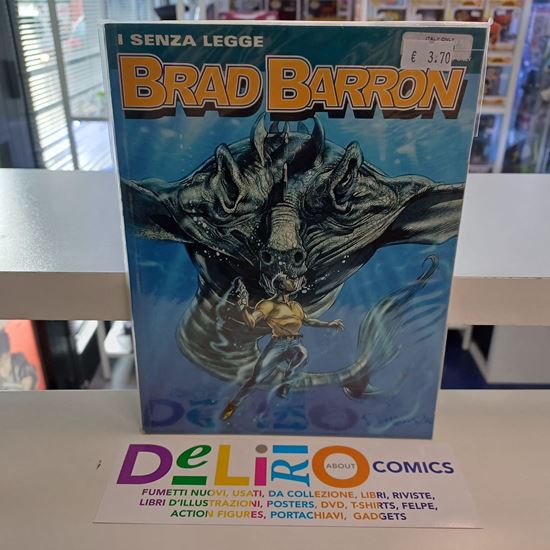 I SENZA LEGGE
ITALY ONLY
€ 3.70
BRAD BARRON
DELIRIO
DELIRIO ABOUT COMICS
FUMETTI NUOVI, USATI, DA COLLEZIONE, LIBRI, RIVISTE,
LIBRI D'ILLUSTRAZIONI, POSTERS, DVD, T-SHIRTS, FELPE,
ACTION FIGURES, PORTACHIAVI, GADGETS